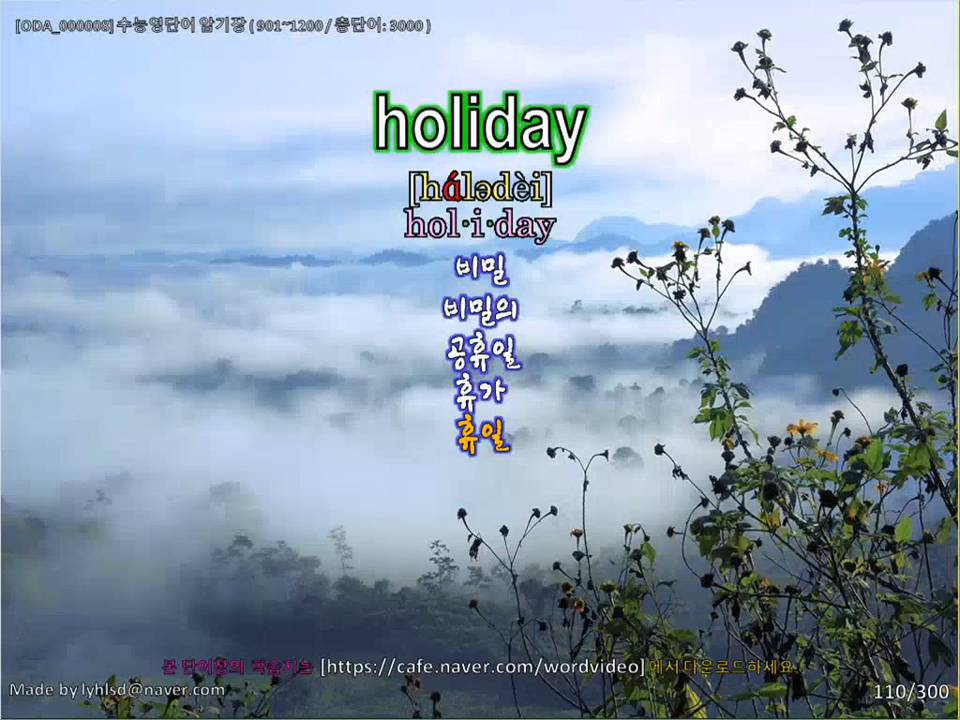 [ODA_000008] 수능영단어 암기장 ( 901~1200 / 총단어: 3000 )
holiday
[hάlədèi]
hol·i·day
비밀
비밀의
공휴일
휴가
휴일
본 단어장의 학습지는 [https://cafe.naver.com/wordvideo] 에서 다운로드하세요
Made by lyhlsd@naver.com
110/300